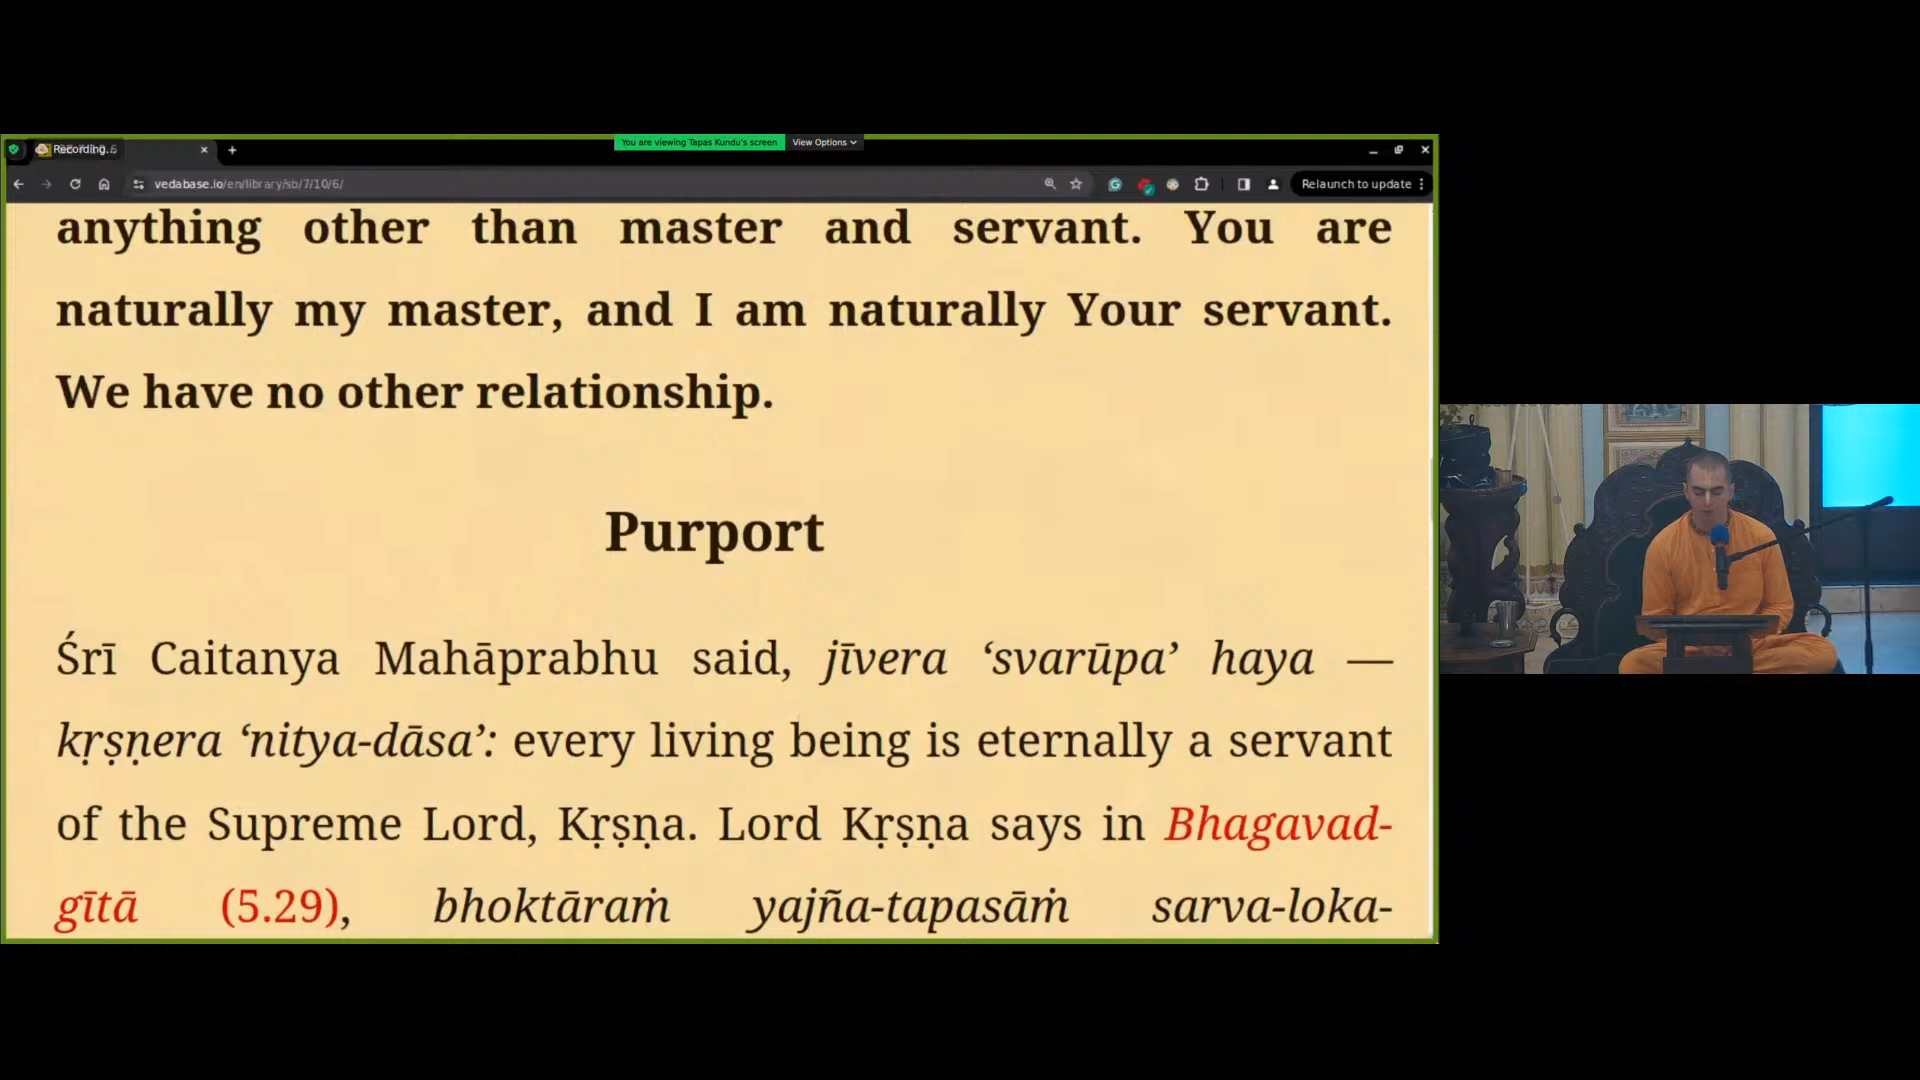 Recording...
You are viewing Tapas Kundu's screen
View Options
vedabase.io/en/library/sb/7/10/6/
Relaunch to update
anything other than master and servant. You are
naturally my master, and I am naturally Your servant.
We have no other relationship.
Purport
Śrī Caitanya Mahāprabhu said, jīvera ‘svarūpa’ haya —
kṛṣṇera ‘nitya-dāsa’: every living being is eternally a servant
of the Supreme Lord, Kṛṣṇa. Lord Kṛṣṇa says in Bhagavad-
gītā (5.29), bhoktāraṁ yajña-tapasāṁ sarva-loka-